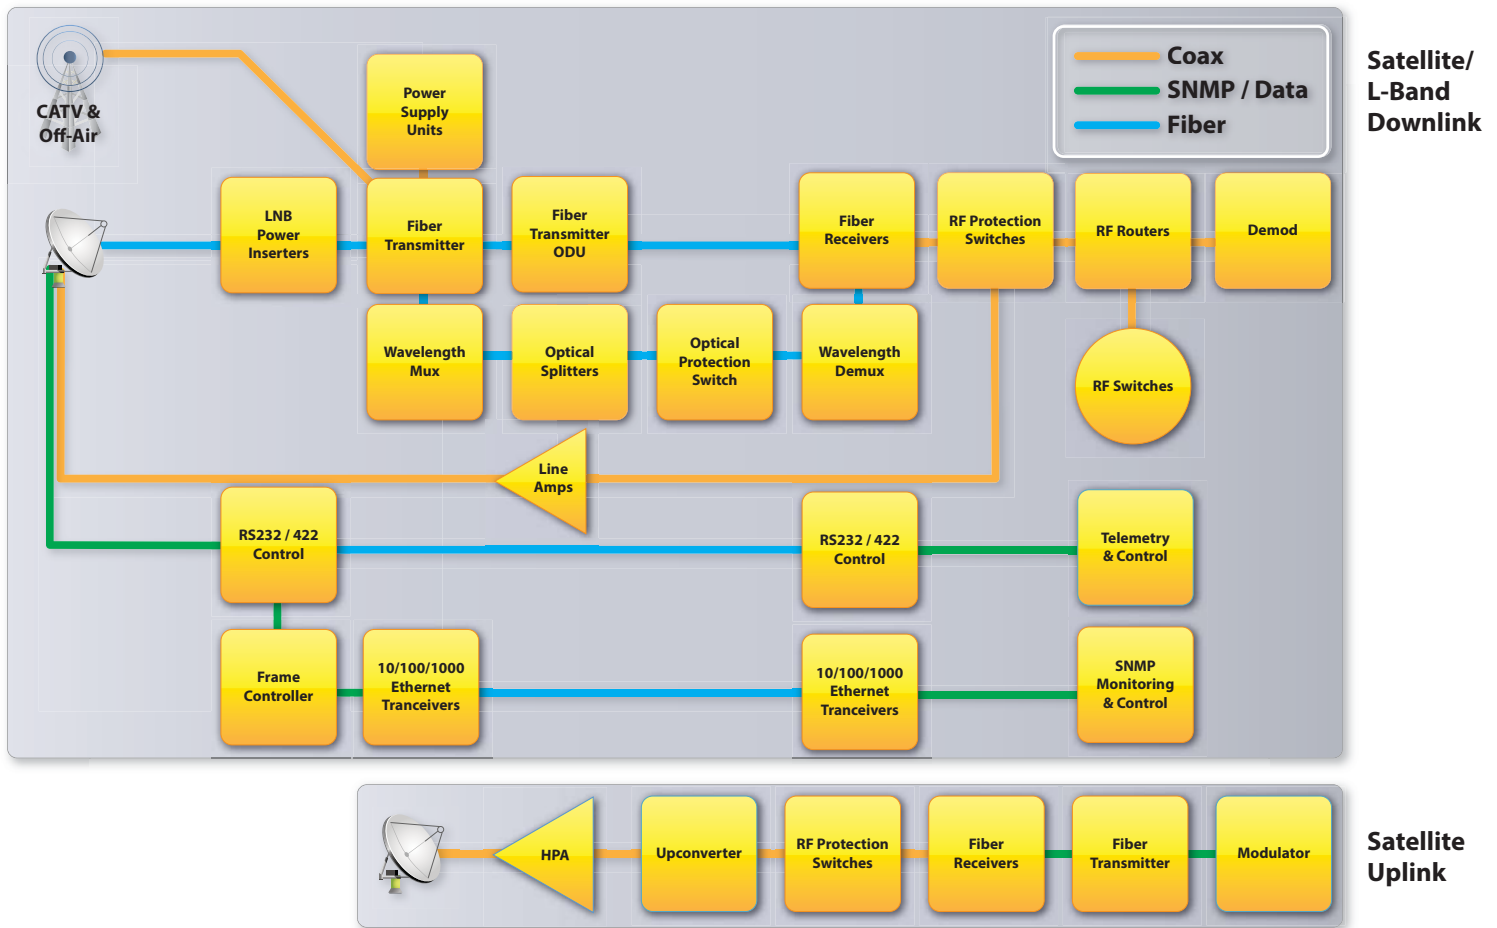 Coax
SNMP / Data
Fiber
Satellite/
L-Band
Downlink
CATV &
Off-Air
Power
Supply
Units
LNB
Power
Inserters
Fiber
Transmitter
Fiber
Transmitter
ODU
Fiber
Receivers
RF Protection
Switches
RF Routers
Demod
Wavelength
Mux
Optical
Splitters
Optical
Protection
Switch
Wavelength
Demux
RF Switches
Line
Amps
RS232 / 422
Control
RS232 / 422
Control
Telemetry
& Control
Frame
Controller
10/100/1000
Ethernet
Tranceivers
10/100/1000
Ethernet
Tranceivers
SNMP
Monitoring
& Control
HPA
Upconverter
RF Protection
Switches
Fiber
Receivers
Fiber
Transmitter
Modulator
Satellite
Uplink